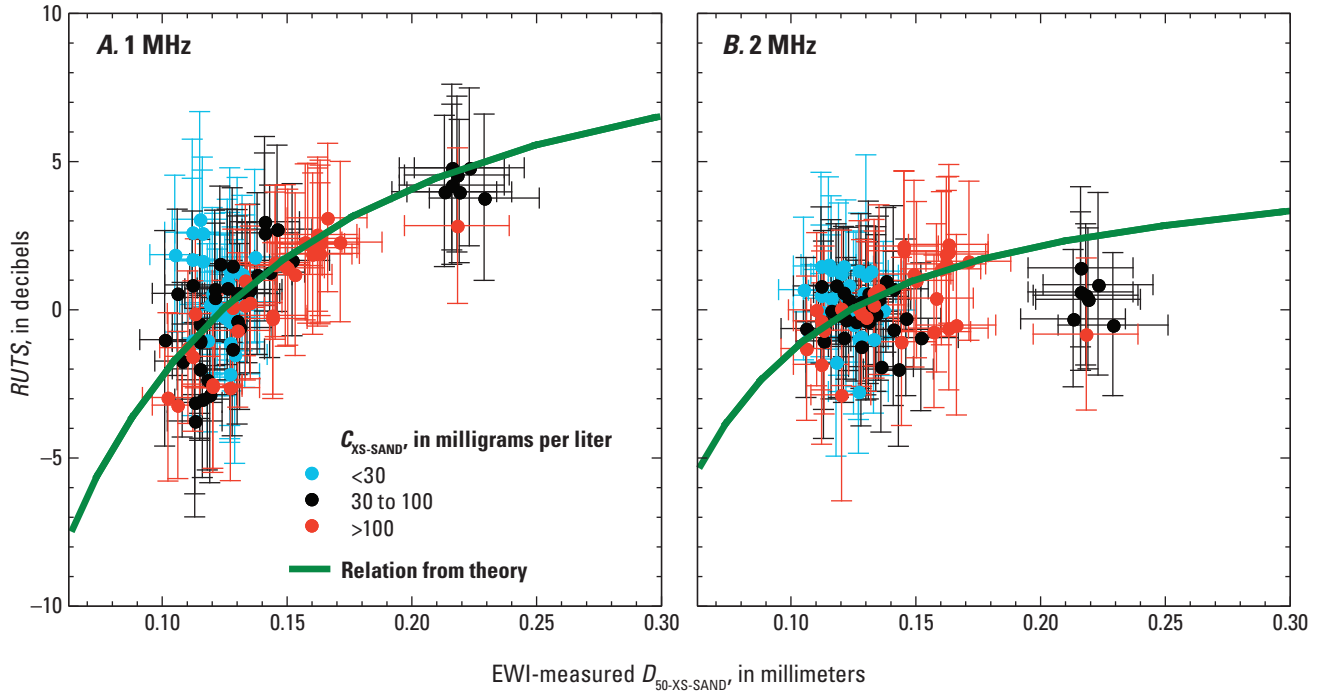 A. 1 MHz
B. 2 MHz
RUTS, in decibels
10
5
0
−5
−10
C XS-SAND, in milligrams per liter
<30
30 to 100
>100
Relation from theory
0.10 0.15 0.20 0.25 0.30
0.10 0.15 0.20 0.25 0.30
EWI-measured D50-XS-SAND, in millimeters